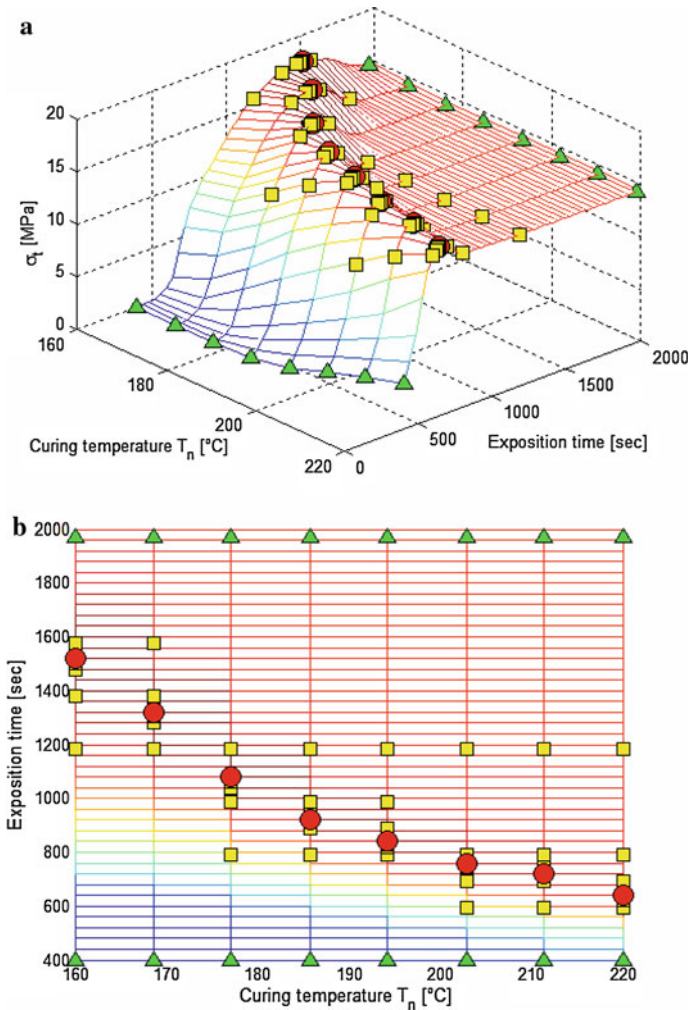 a
20
15
10
5
0
σt [MPa]
160
180
200
220
Curing temperature Tn [°C]
0
500
1000
1500
2000
Exposition time [sec]
b
2000
1800
1600
1400
1200
1000
800
600
400
Exposition time [sec]
160 170 180 190 200 210 220
Curing temperature Tn [°C]